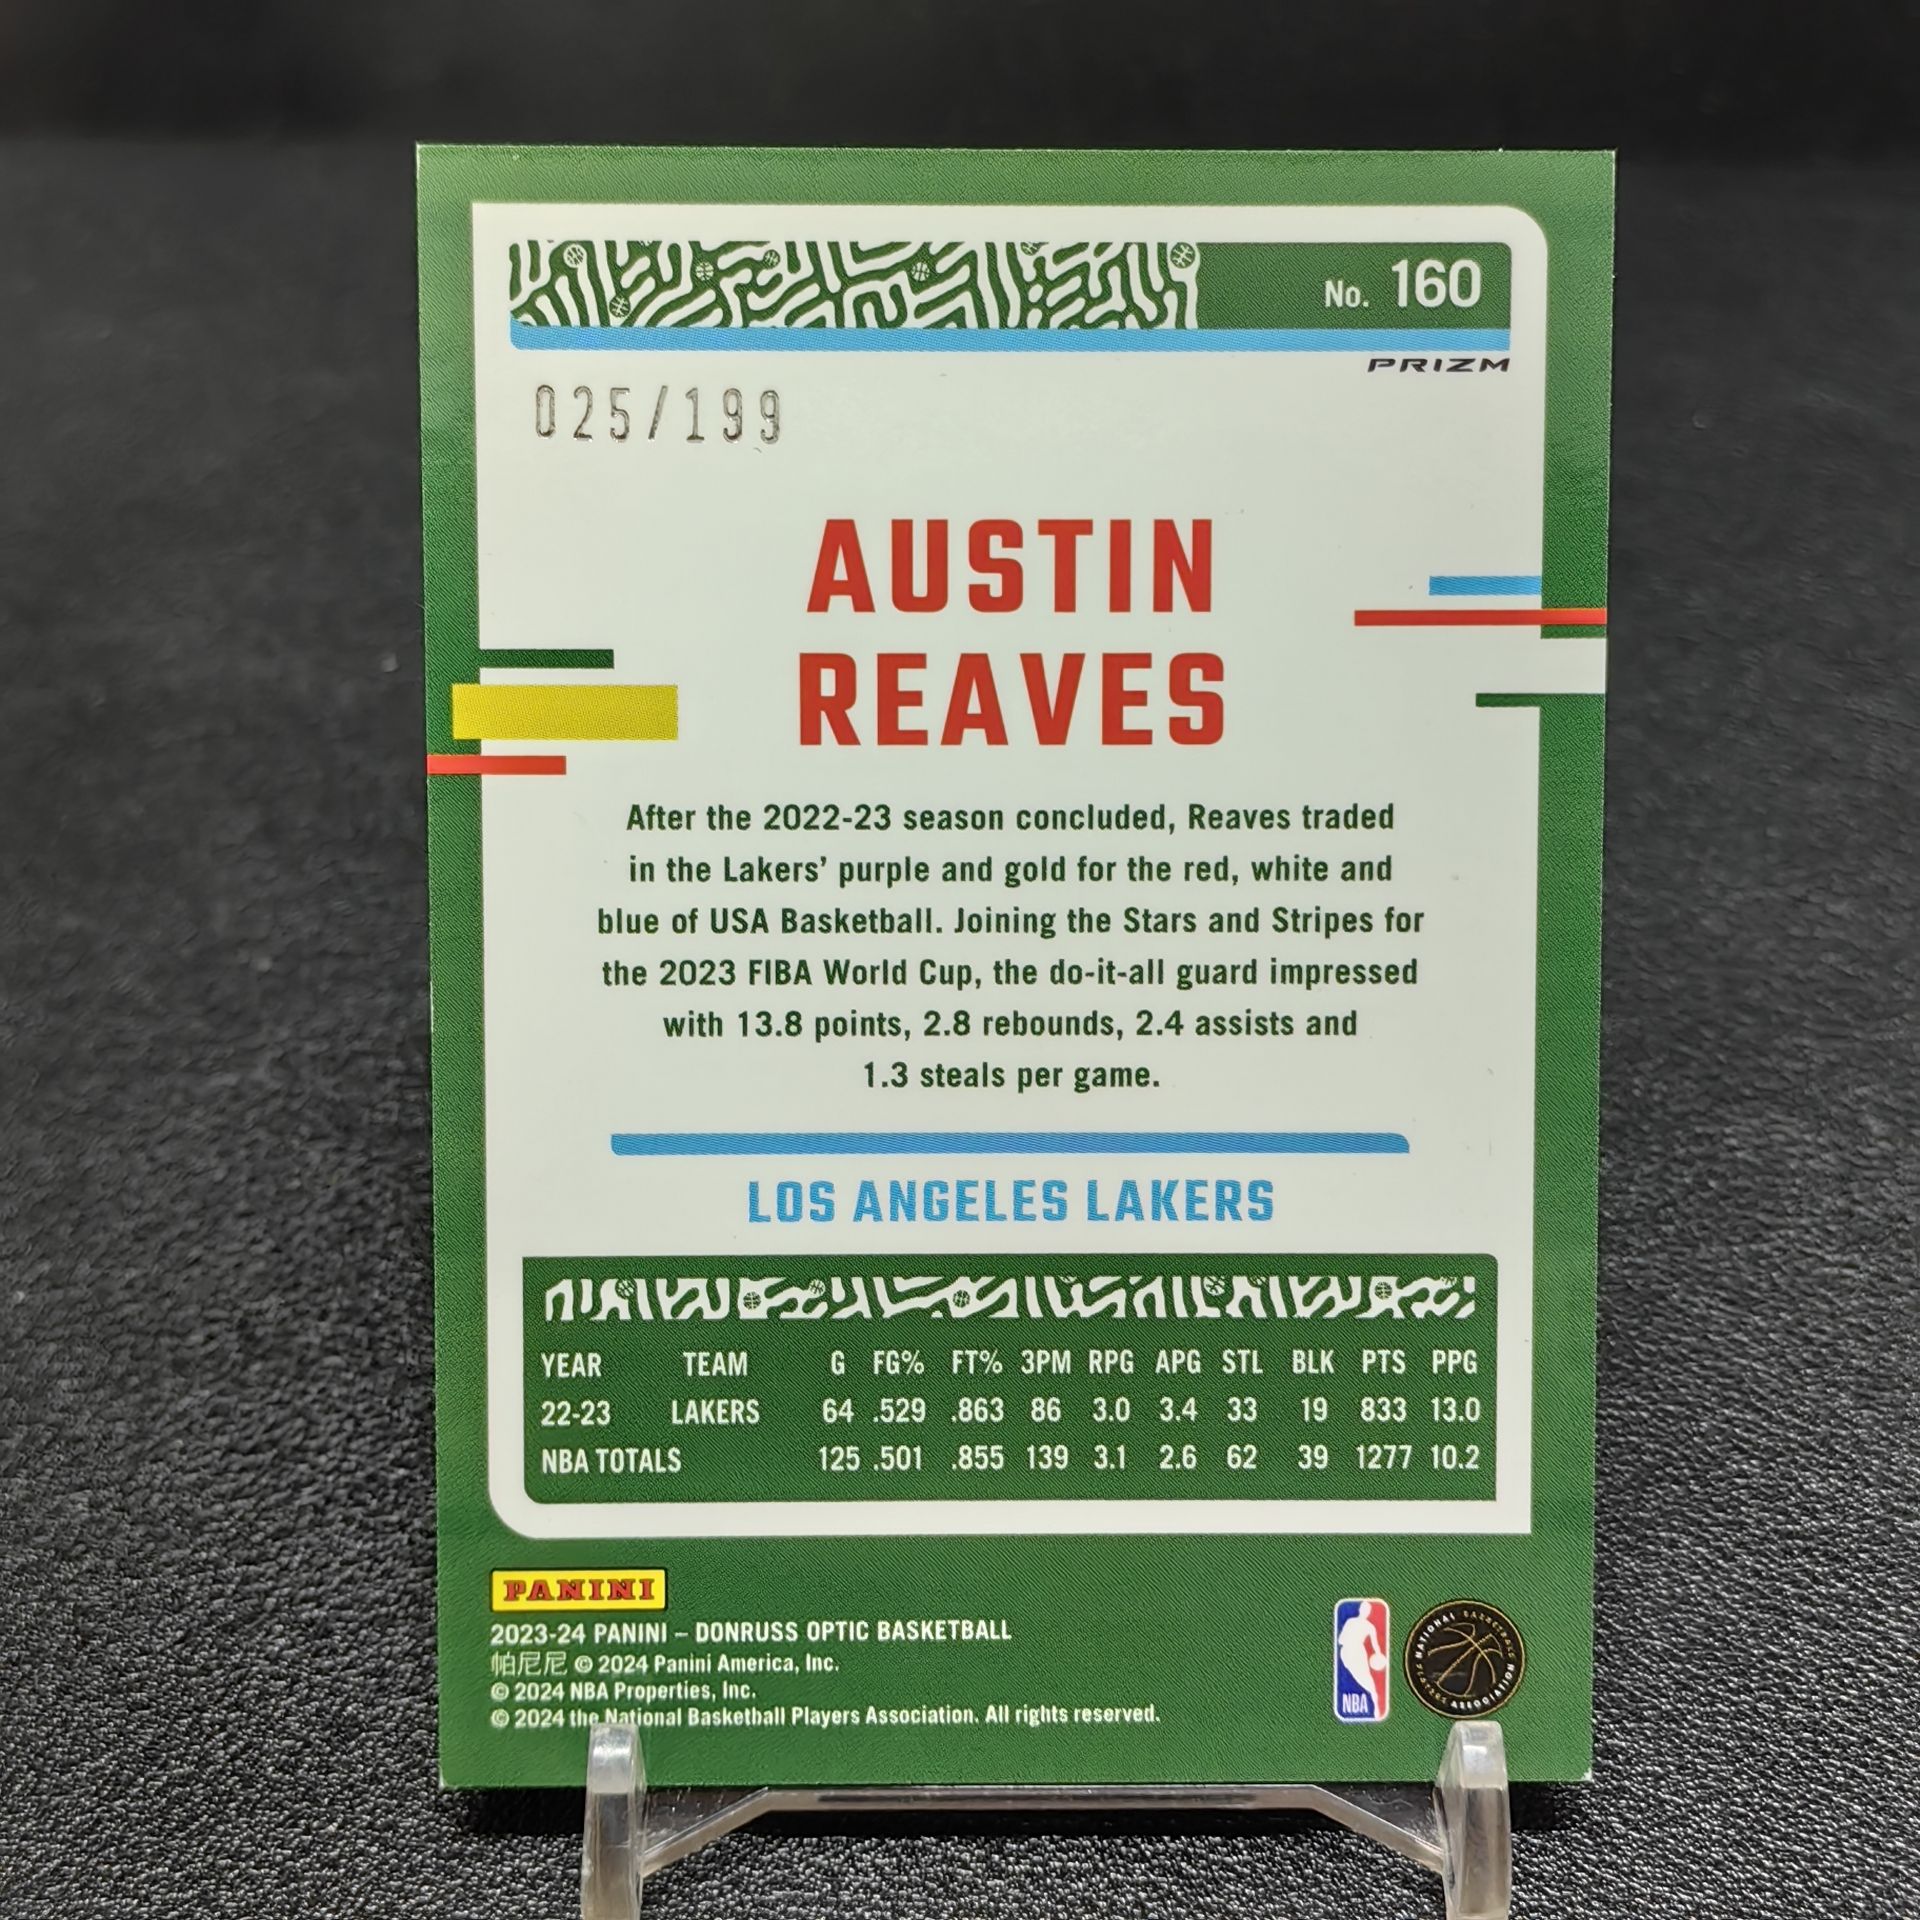 No. 160
PRIZM
025/199
AUSTIN
REAVES
After the 2022-23 season concluded, Reaves traded
in the Lakers' purple and gold for the red, white and
blue of USA Basketball. Joining the Stars and Stripes for
the 2023 FIBA World Cup, the do-it-all guard impressed
with 13.8 points, 2.8 rebounds, 2.4 assists and
1.3 steals per game.
LOS ANGELES LAKERS
YEAR TEAM G FG% FT% 3PM RPG APG STL BLK PTS PPG
22-23 LAKERS 64 .529 .863 86 3.0 3.4 33 19 833 13.0
NBA TOTALS 125 .501 .855 139 3.1 2.6 62 39 1277 10.2
PANINI
2023-24 PANINI – DONRUSS OPTIC BASKETBALL
帕尼尼 © 2024 Panini America, Inc.
© 2024 NBA Properties, Inc.
© 2024 the National Basketball Players Association. All rights reserved.
NBA
NATIONAL BASKETBALL PLAYERS ASSOCIATION